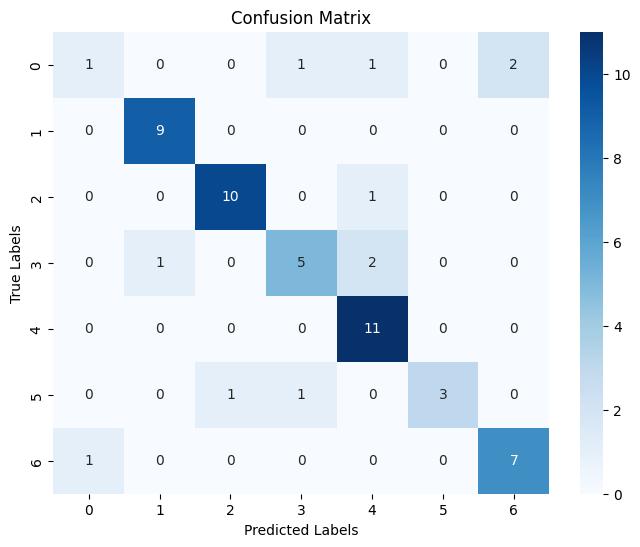 Confusion Matrix
0 1 0 0 1 1 0 2
1 0 9 0 0 0 0 0
2 0 0 10 0 1 0 0
3 0 1 0 5 2 0 0
4 0 0 0 0 11 0 0
5 0 0 1 1 0 3 0
6 1 0 0 0 0 0 7
0 1 2 3 4 5 6
Predicted Labels
True Labels
10
8
6
4
2
0